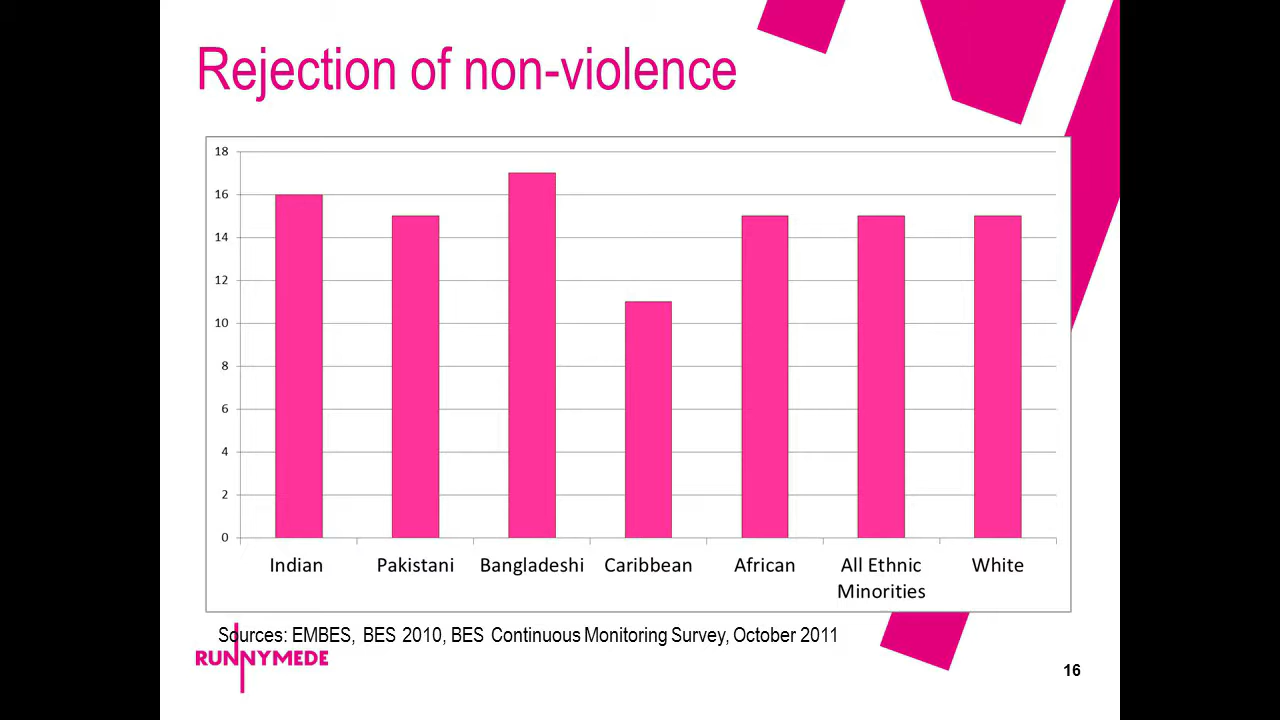 Rejection of non-violence
18
16
14
12
10
8
6
4
2
0
Indian Pakistani Bangladeshi Caribbean African All Ethnic Minorities White
Sources: EMBES, BES 2010, BES Continuous Monitoring Survey, October 2011
RUNNYMEDE
16